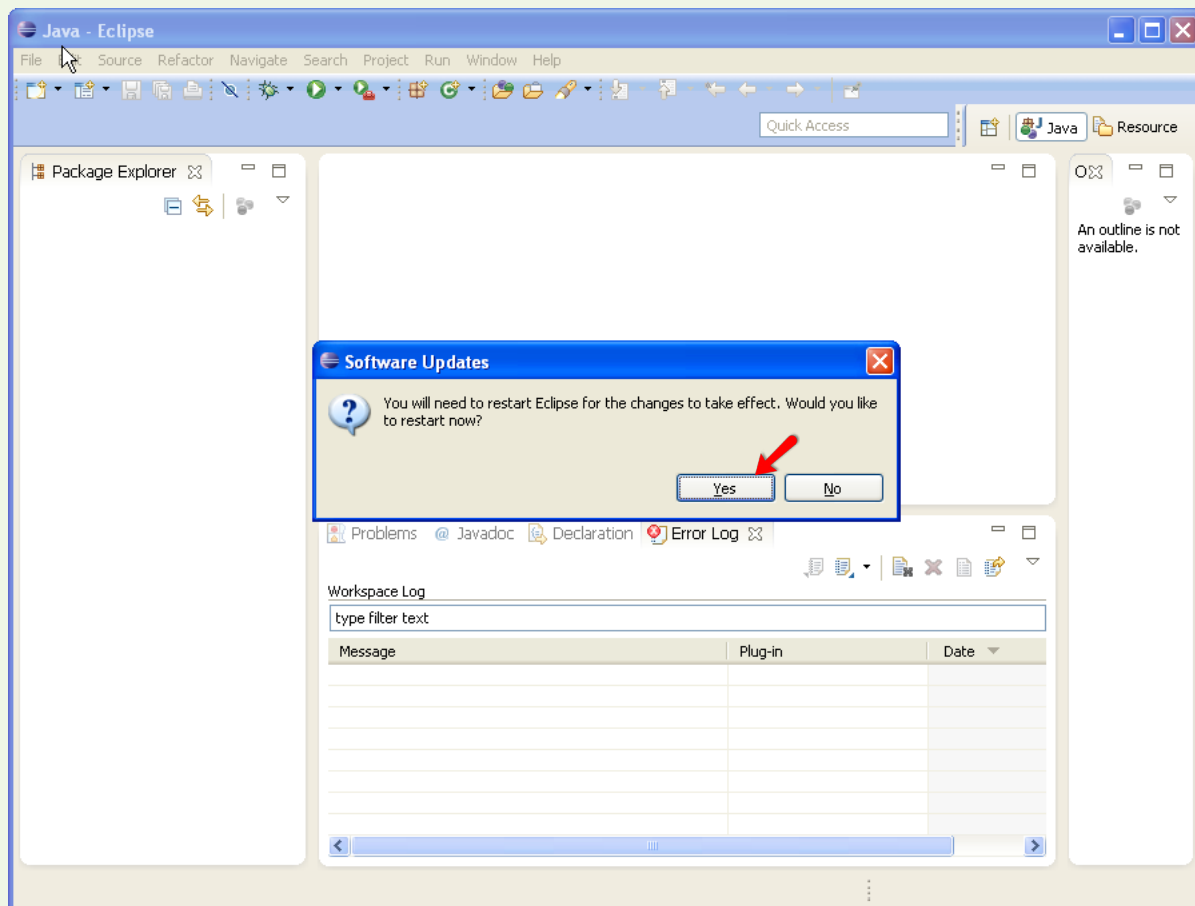 Java - Eclipse
File Source Refactor Navigate Search Project Run Window Help
Quick Access
Java
Resource
Package Explorer
O
An outline is not
available.
Software Updates
You will need to restart Eclipse for the changes to take effect. Would you like
to restart now?
Yes No
Problems @ Javadoc Declaration Error Log
Workspace Log
type filter text
Message Plug-in Date